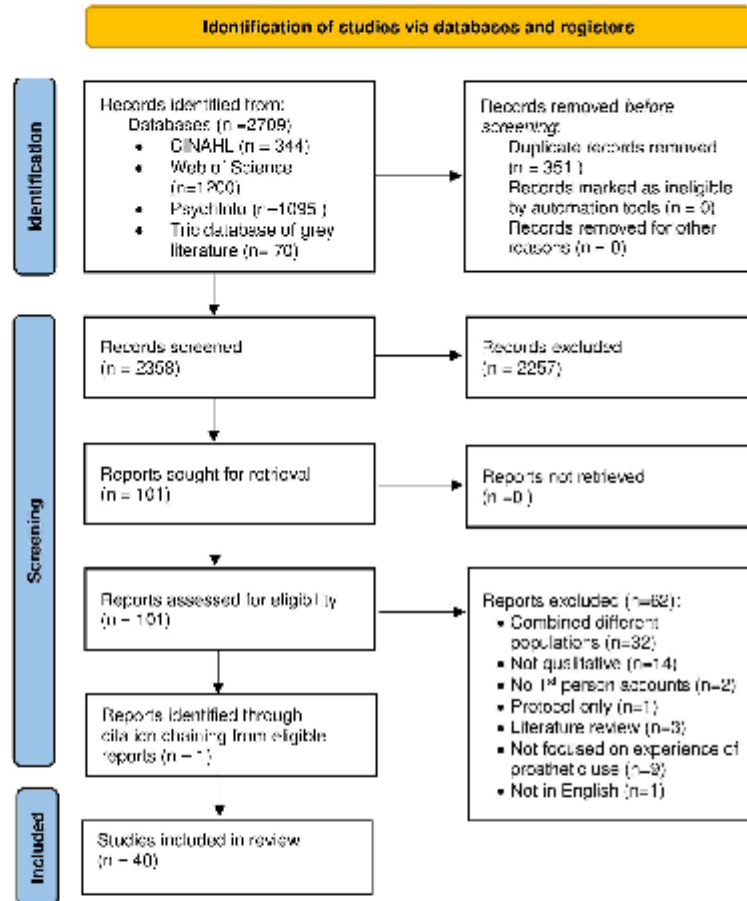 Identification of studies via databases and registers
Identification
Records identified from:
Databases (n =2709)
CINAHL (n = 344)
Web of Science
(n=1200)
PsychInfo (n=1095 )
Tric database of grey
literature (n= 70)
Records removed before
screening:
Duplicate records removed
(n = 351 )
Records marked as ineligible
by automation tools (n = 0)
Records removed for other
reasons (n = 0)
Screening
Records screened
(n = 2358)
Records excluded
(n = 2257)
Reports sought for retrieval
(n = 101)
Reports not retrieved
(n =0 )
Reports assessed for eligibility
(n = 101)
Reports excluded (n=62):
Combined different
populations (n=32)
Not qualitative (n=14)
No 1st person accounts (n=2)
Protocol only (n=1)
Literature review (n=3)
Not focused on experience of
prosthetic use (n=9)
Not in English (n=1)
Reports identified through
citation chaining from eligible
reports (n = 1)
Included
Studies included in review
(n = 40)